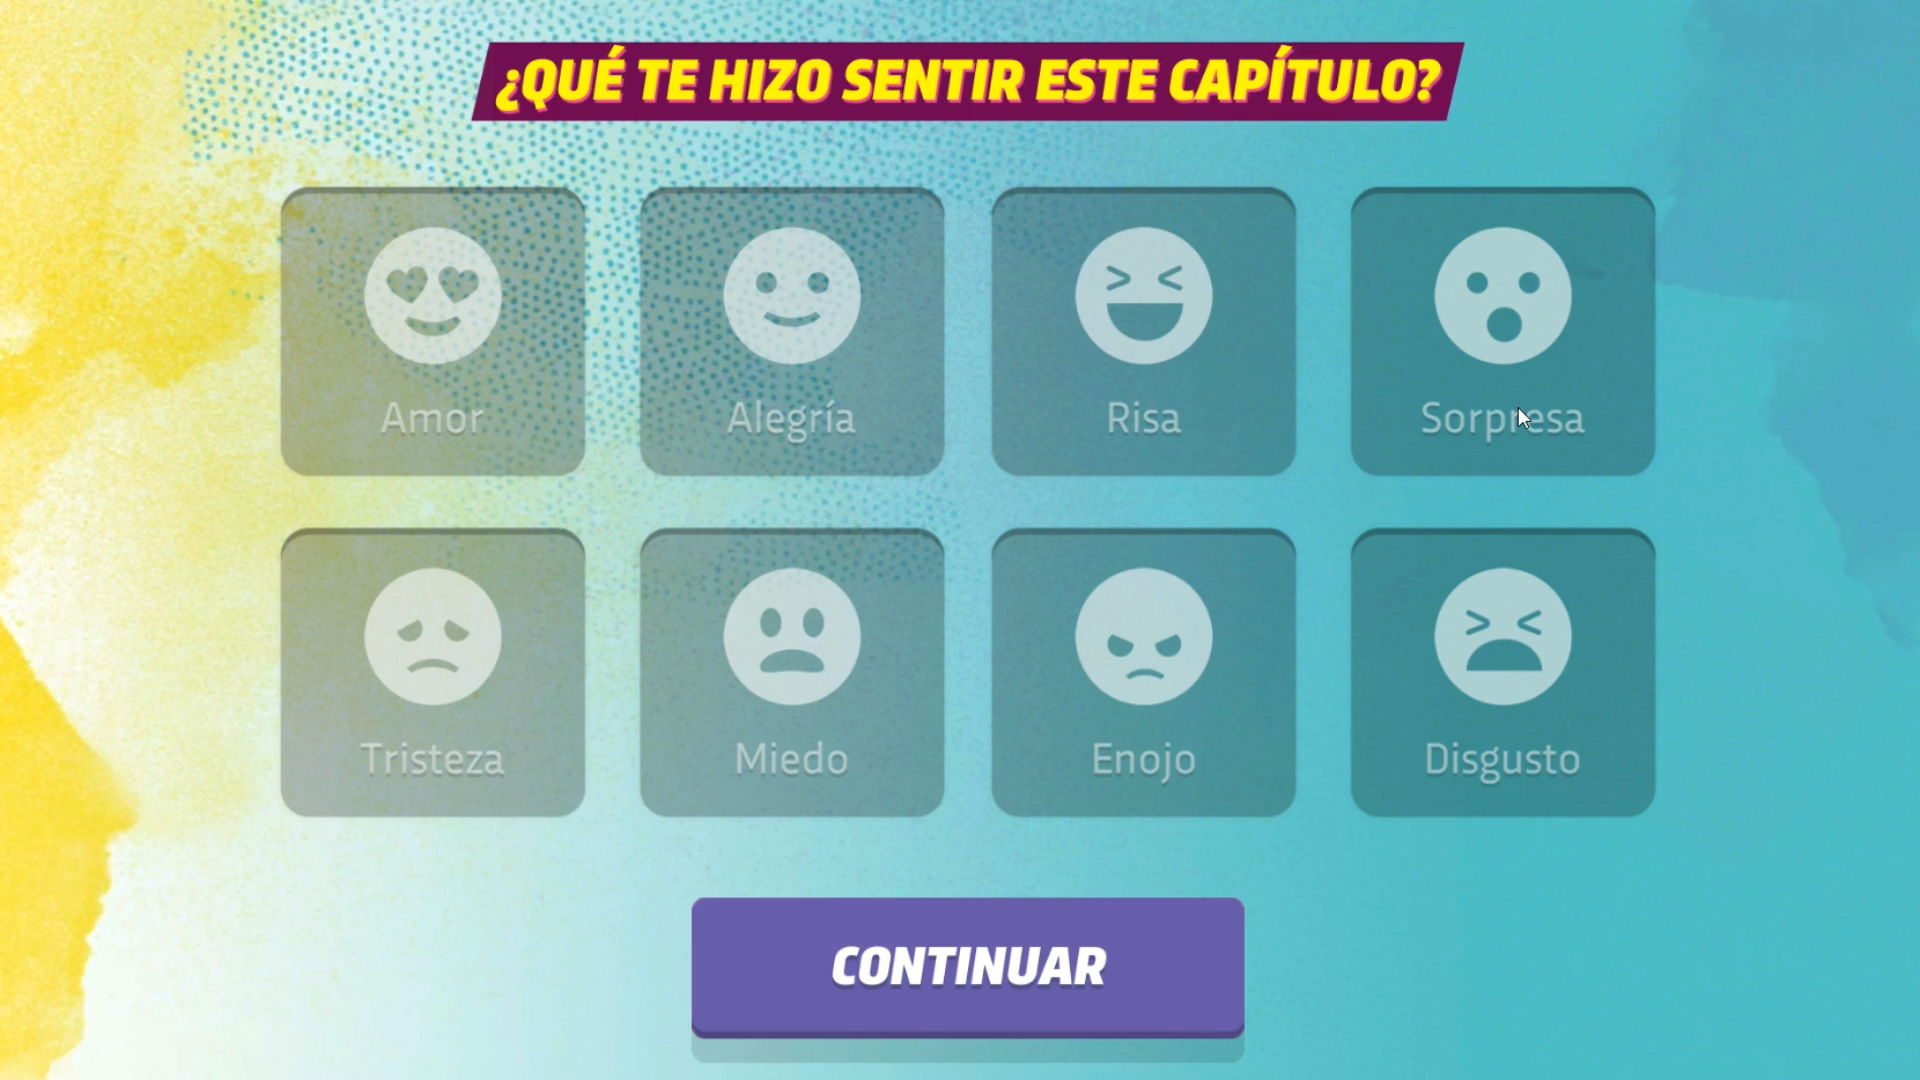 ¿QUÉ TE HIZO SENTIR ESTE CAPÍTULO?
Amor
Alegría
Risa
Sorpresa
Tristeza
Miedo
Enojo
Disgusto
CONTINUAR